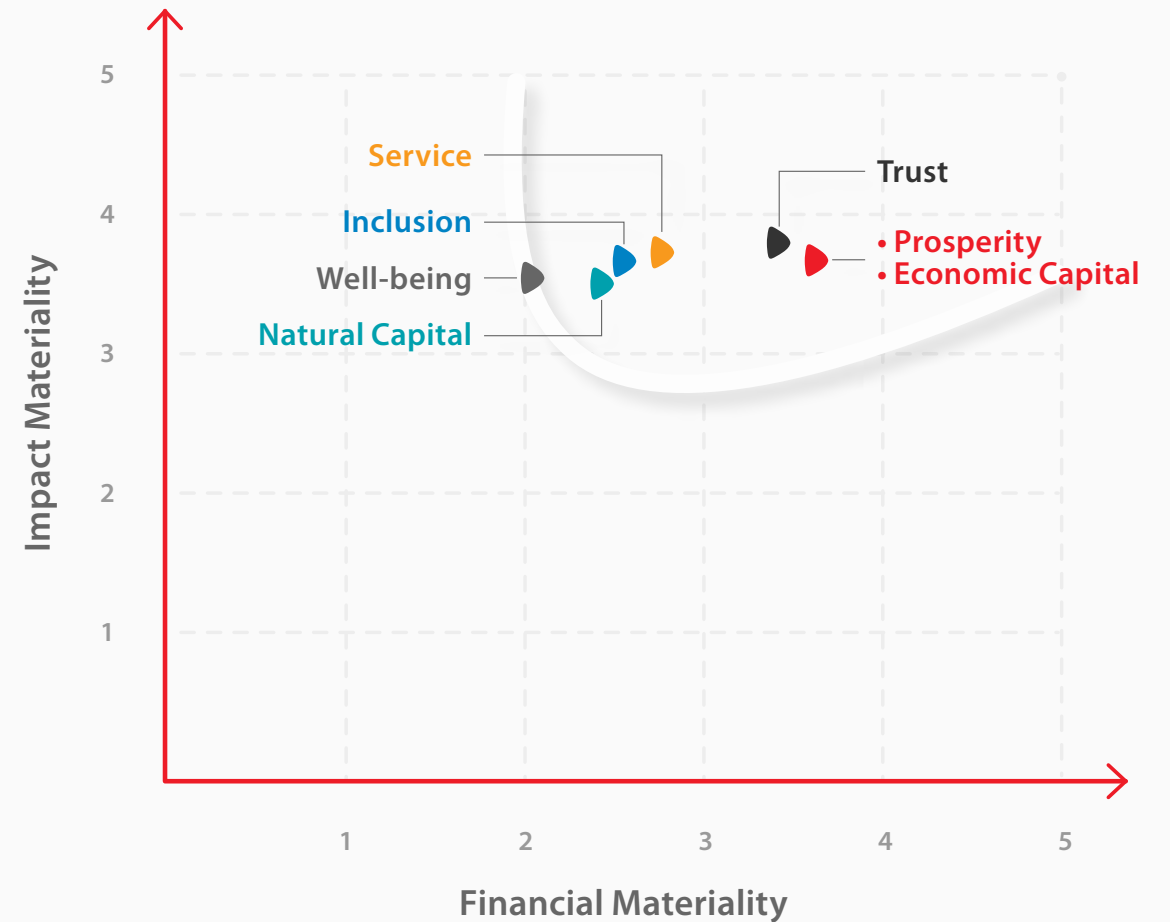 5
Service
Trust
4
Inclusion
• Prosperity
Well-being
• Economic Capital
Natural Capital
3
Impact Materiality
2
1
1
2
3
4
5
Financial Materiality